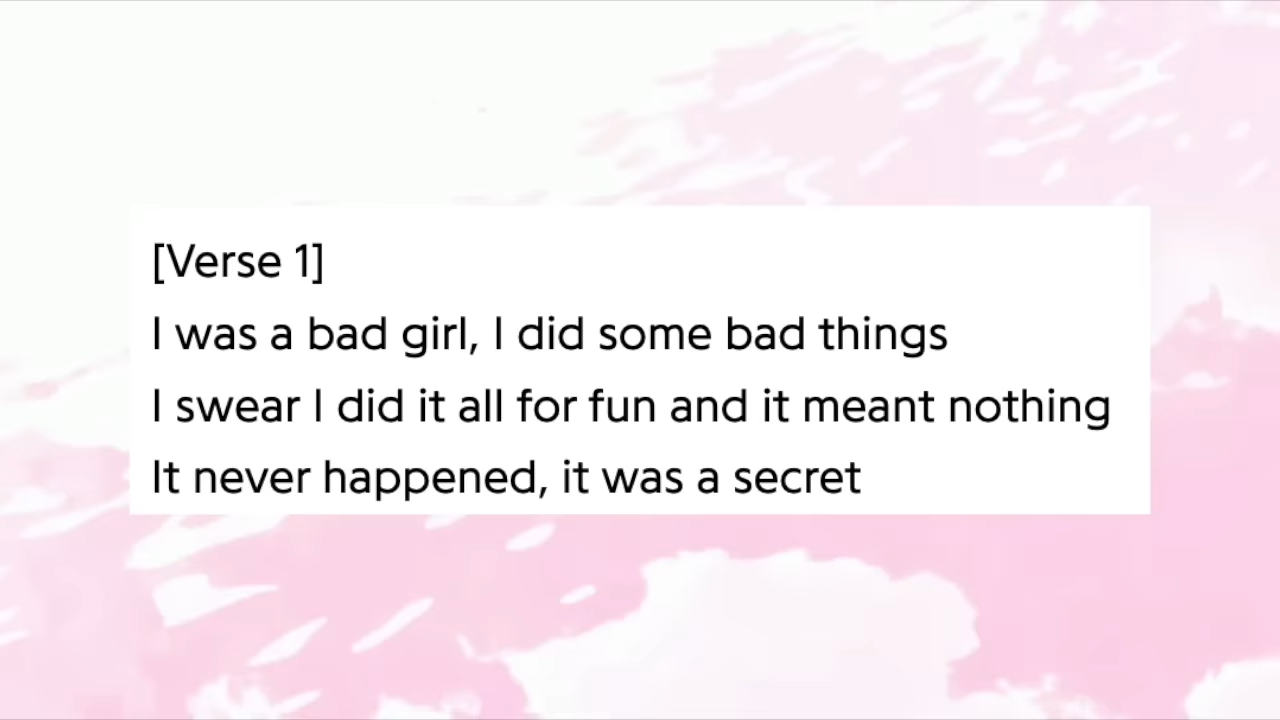 [Verse 1]
I was a bad girl, I did some bad things
I swear I did it all for fun and it meant nothing
It never happened, it was a secret